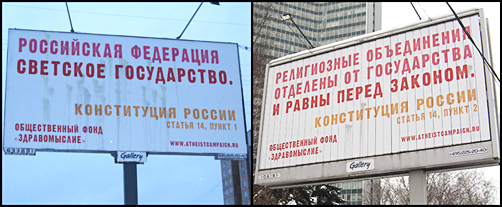 РОССИЙСКАЯ ФЕДЕРАЦИЯ
СВЕТСКОЕ ГОСУДАРСТВО.
КОНСТИТУЦИЯ РОССИИ
СТАТЬЯ 14, ПУНКТ 1
ОБЩЕСТВЕННЫЙ ФОНД
"ЗДРАВОМЫСЛИЕ"
WWW.ATHEISTCAMPAIGN.RU
Gallery
РЕЛИГИОЗНЫЕ ОБЪЕДИНЕНИЯ
ОТДЕЛЕНЫ ОТ ГОСУДАРСТВА
И РАВНЫ ПЕРЕД ЗАКОНОМ.
КОНСТИТУЦИЯ РОССИИ
СТАТЬЯ 14, ПУНКТ 2
ОБЩЕСТВЕННЫЙ ФОНД
"ЗДРАВОМЫСЛИЕ"
WWW.ATHEISTCAMPAIGN.RU
Gallery